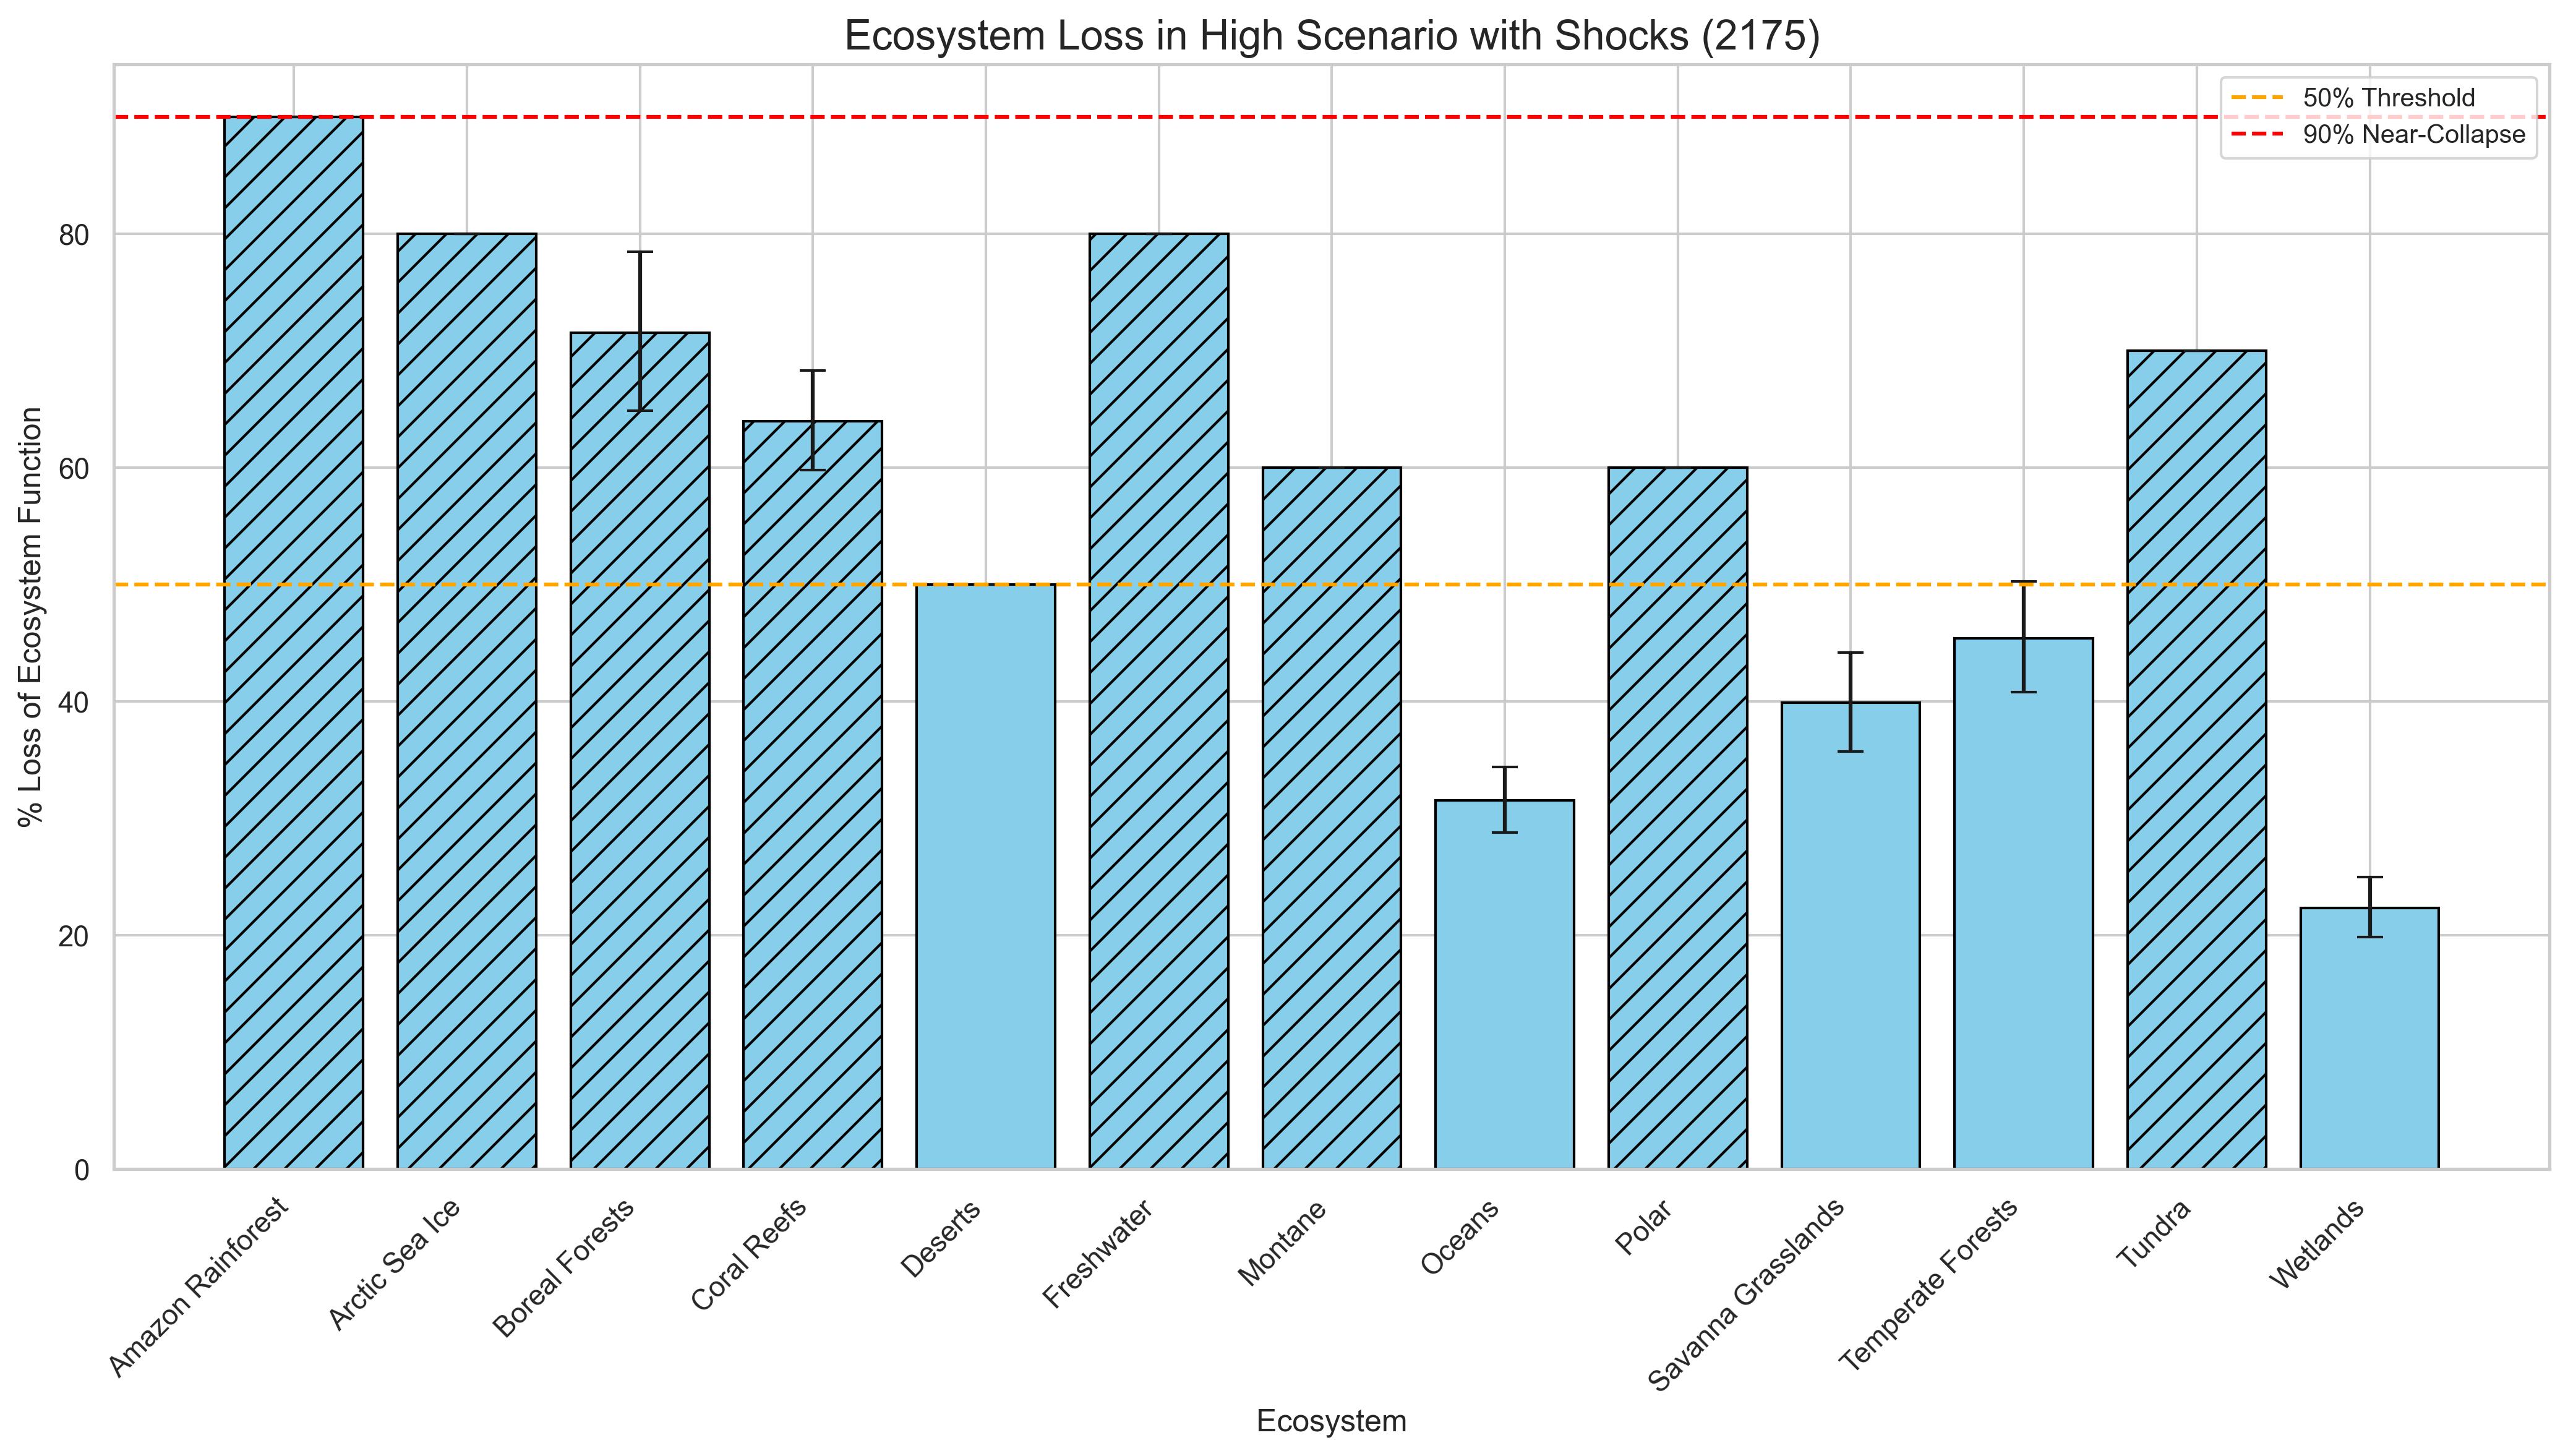 Ecosystem Loss in High Scenario with Shocks (2175)
50% Threshold
90% Near-Collapse
% Loss of Ecosystem Function
80
60
40
20
0
Amazon Rainforest
Arctic Sea Ice
Boreal Forests
Coral Reefs
Deserts
Freshwater
Montane
Oceans
Polar
Savanna Grasslands
Temperate Forests
Tundra
Wetlands
Ecosystem